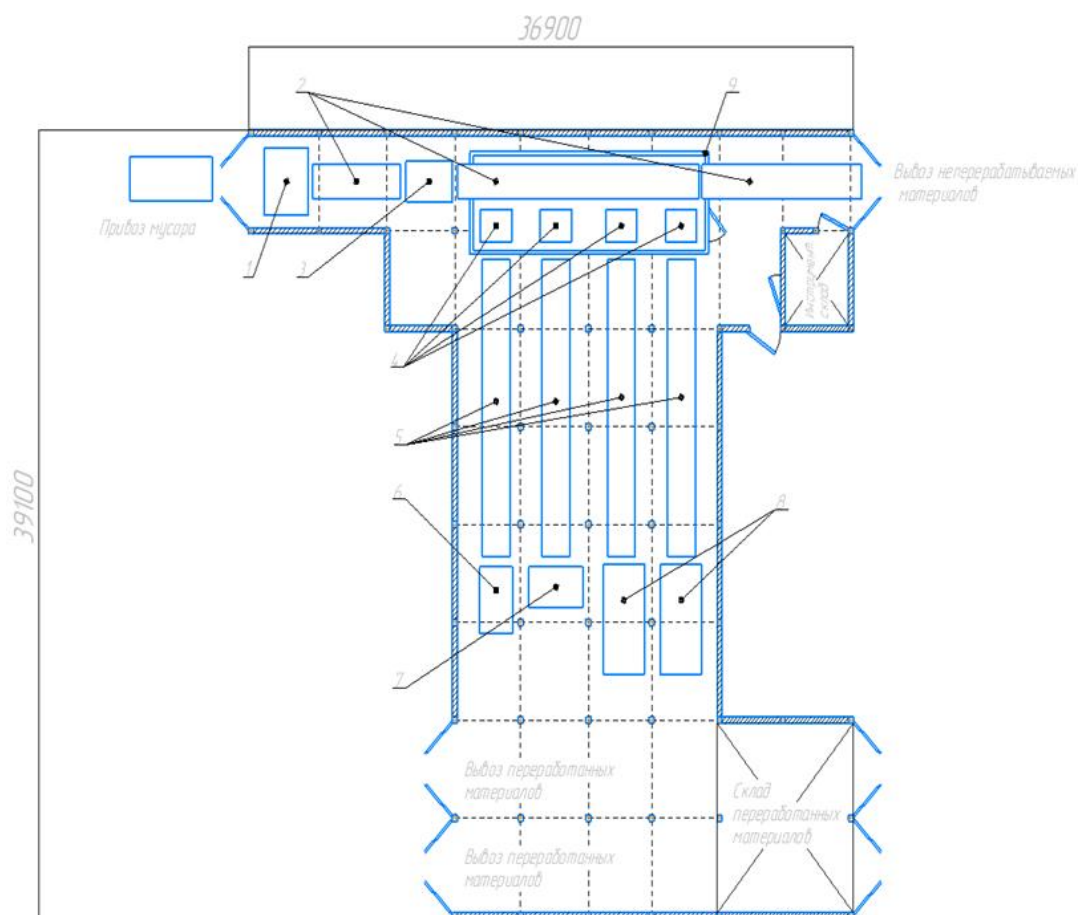 36900
2
9
Привоз мусора
Вывоз неперерабатываемых
материалов
1
3
Инструмент.
склад
4
5
39100
6
8
7
Вывоз переработанных
материалов
Склад
переработанных
материалов
Вывоз переработанных
материалов